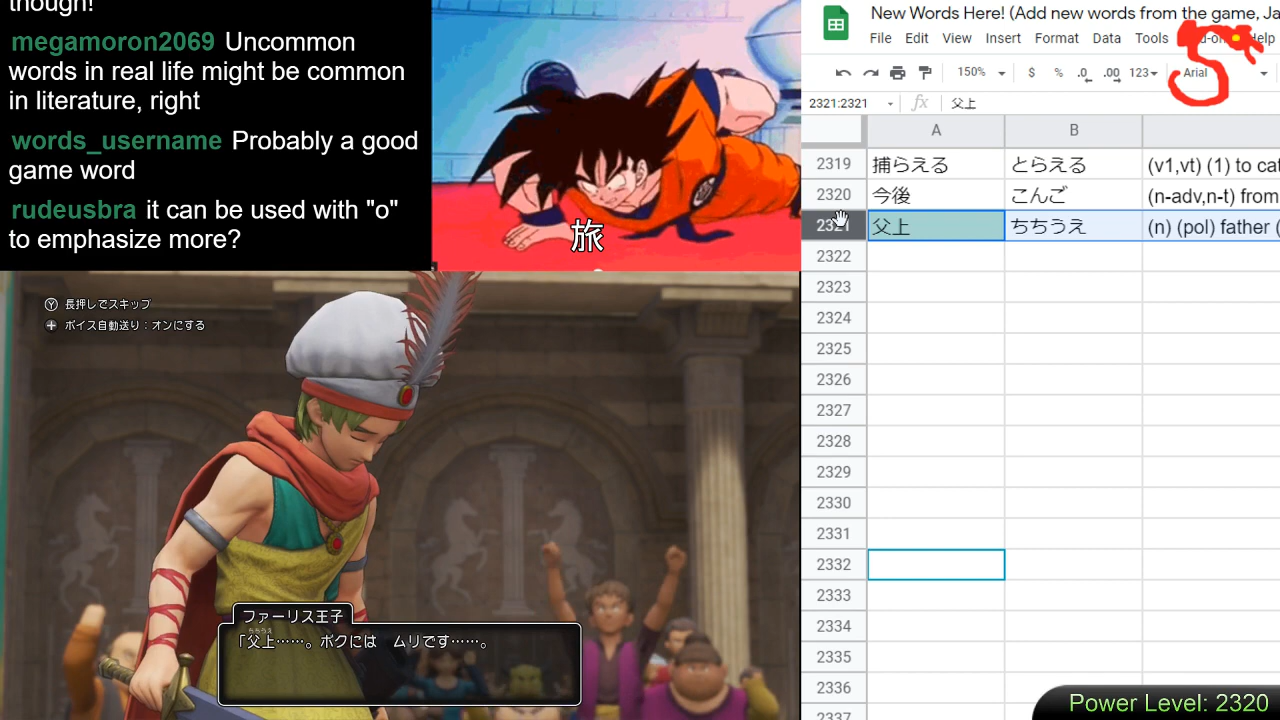 though!
megamoron2069 Uncommon
words in real life might be common
in literature, right
words_username Probably a good
game word
rudeusbra it can be used with "o"
to emphasize more?
旅
New Words Here! (Add new words from the game, Ja
File Edit View Insert Format Data Tools Help
150% $ % .0 .00 123 Arial
2321:2321 fx 父上
A B
2319 捕らえる とらえる (v1,vt) (1) to cat
2320 今後 こんご (n-adv,n-t) from
2321 父上 ちちうえ (n) (pol) father (
2322
2323
2324
2325
2326
2327
2328
2329
2330
2331
2332
2333
2334
2335
2336
2337
Power Level: 2320
Ⓨ 長押しでスキップ
+ ボイス自動送り：オンにする
ファーリス王子
ちちうえ
「父上……。ボクには ムリです……。